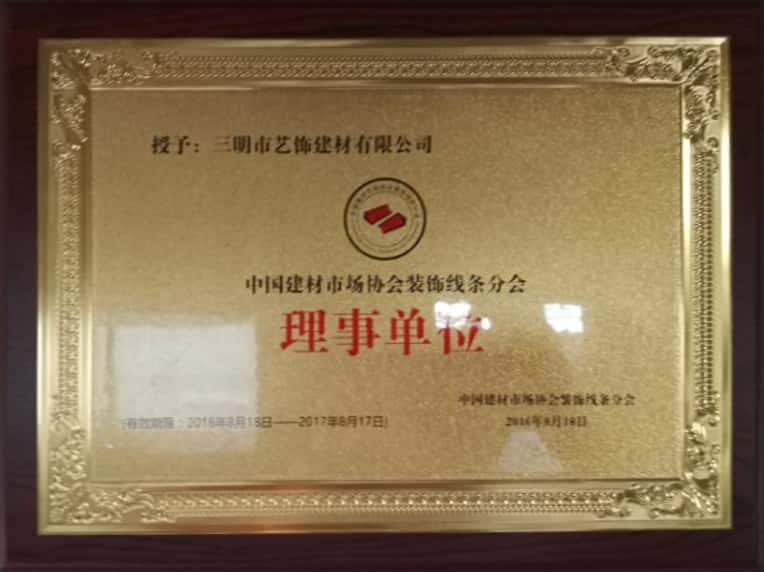 授予：三明市艺饰建材有限公司
中国建材市场协会装饰线条分会
理事单位
中国建材市场协会装饰线条分会
2016年8月18日
(有效期限：2016年8月18日——2017年8月17日)